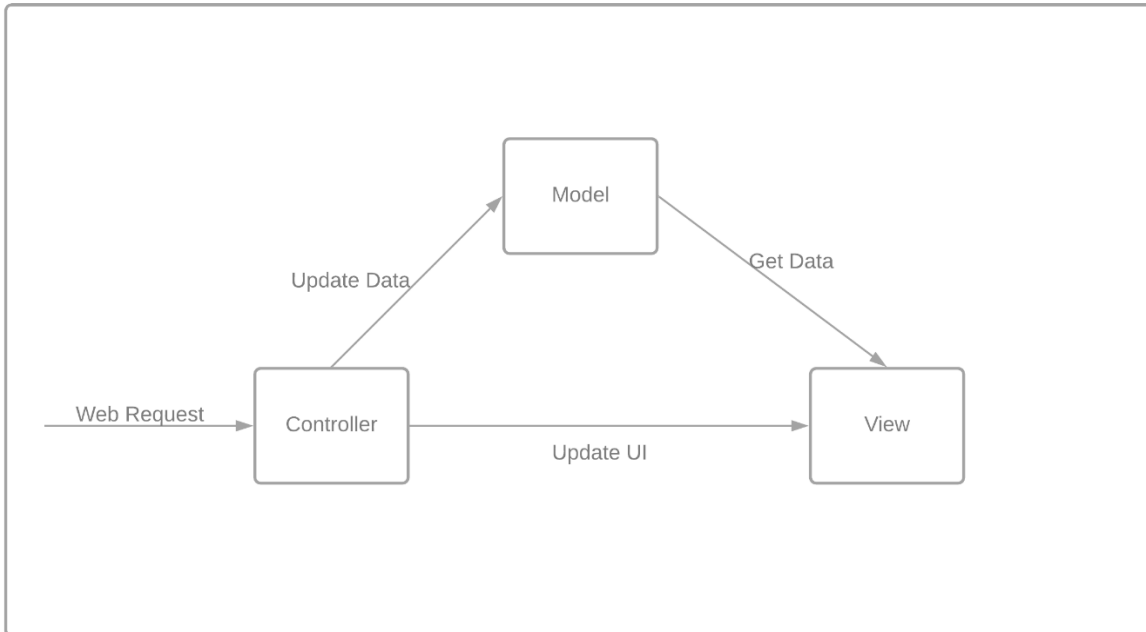 Model
Get Data
Update Data
Web Request
Controller
View
Update UI